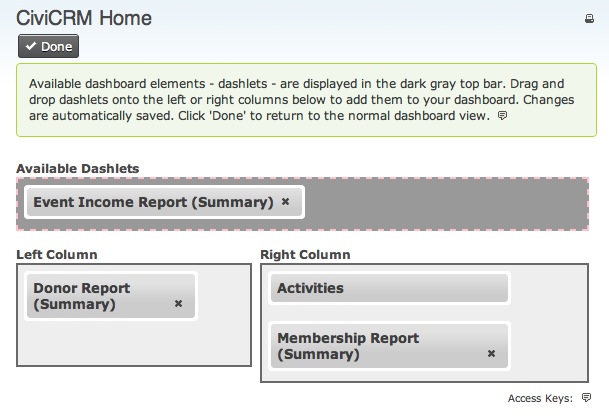 CiviCRM Home
✔ Done
Available dashboard elements - dashlets - are displayed in the dark gray top bar. Drag and
drop dashlets onto the left or right columns below to add them to your dashboard. Changes
are automatically saved. Click 'Done' to return to the normal dashboard view.
Available Dashlets
Event Income Report (Summary) ×
Left Column
Right Column
Donor Report
(Summary) ×
Activities
Membership Report
(Summary) ×
Access Keys: